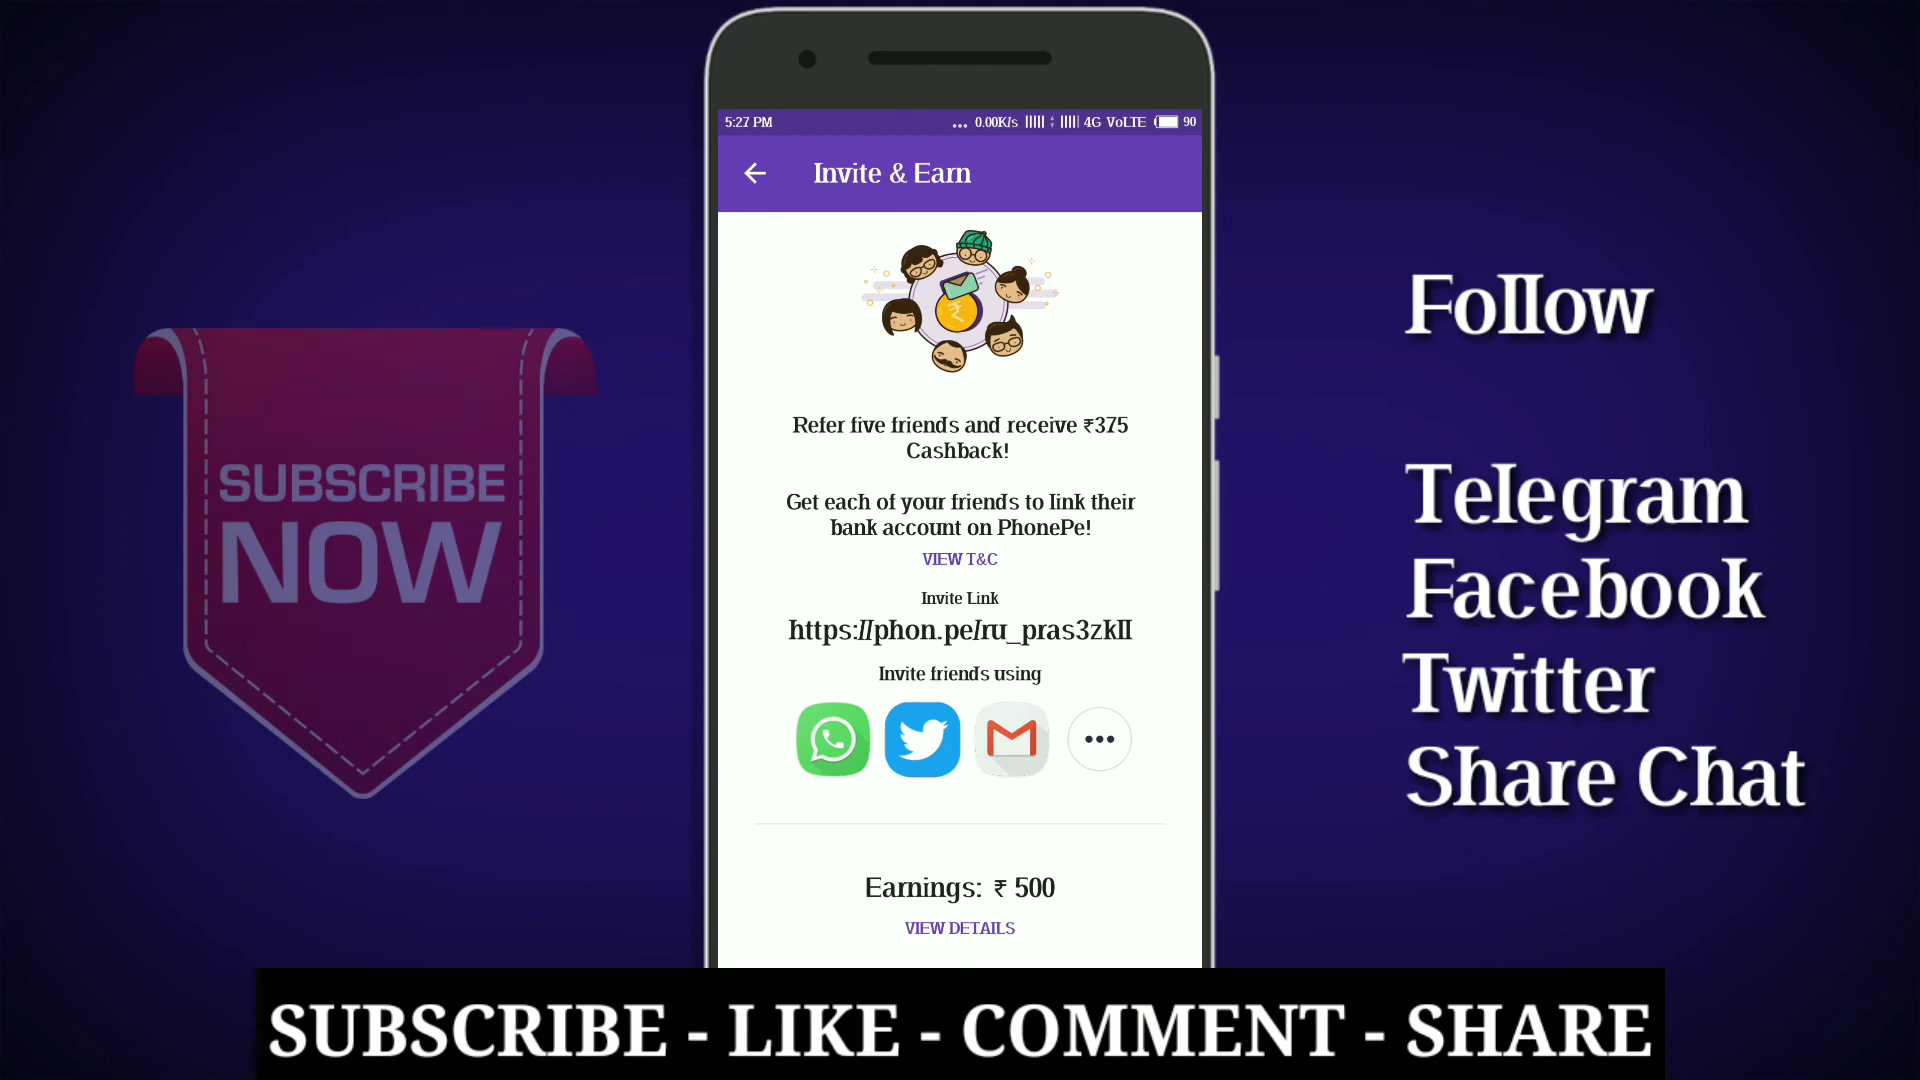 5:27 PM
... 0.00K/s 4G VoLTE 90
Invite & Earn
Refer five friends and receive ₹375
Cashback!
Get each of your friends to link their
bank account on PhonePe!
VIEW T&C
Invite Link
https://phon.pe/ru_pras3zkll
Invite friends using
Earnings: ₹ 500
VIEW DETAILS
SUBSCRIBE
NOW
Follow
Telegram
Facebook
Twitter
Share Chat
SUBSCRIBE - LIKE - COMMENT - SHARE